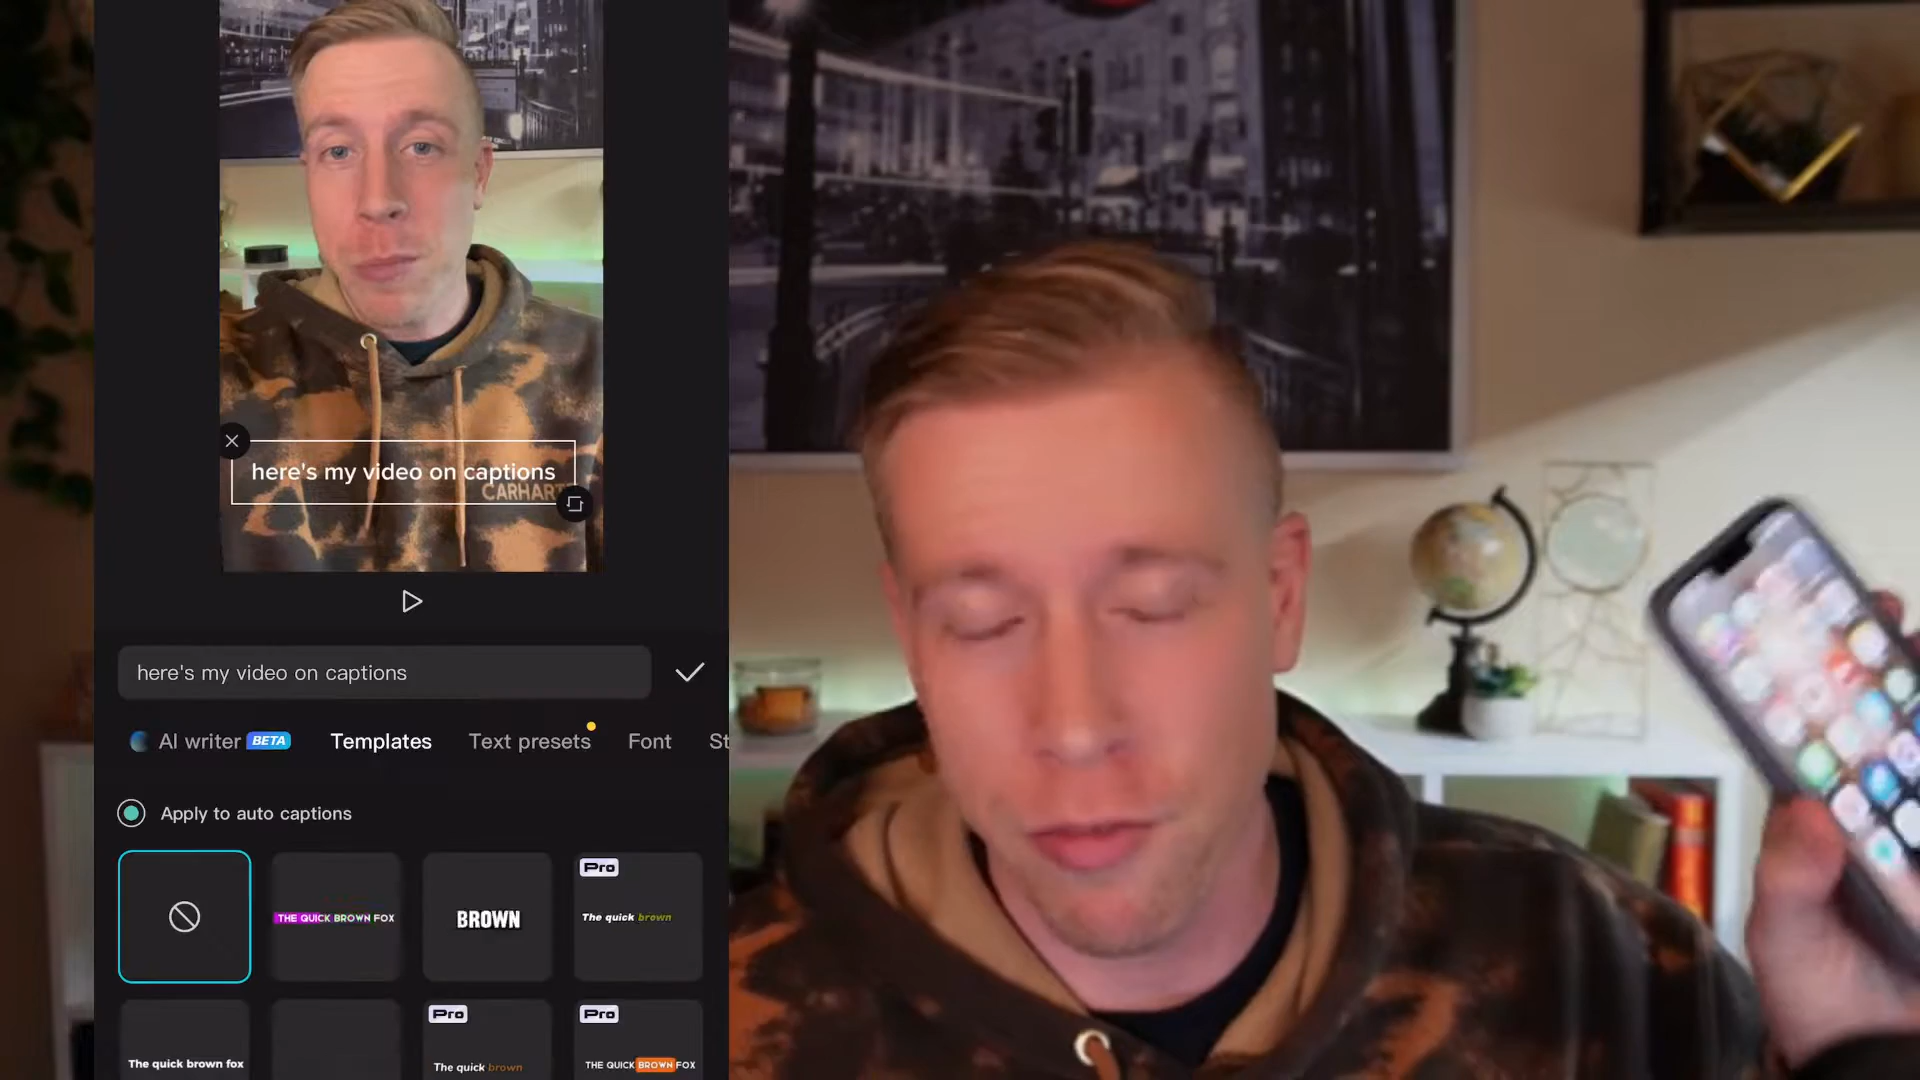 here's my video on captions
CARHART
here's my video on captions
AI writer BETA Templates Text presets Font St
Apply to auto captions
THE QUICK BROWN FOX
BROWN
Pro
The quick brown
The quick brown fox
Pro
The quick brown
Pro
THE QUICK BROWN FOX